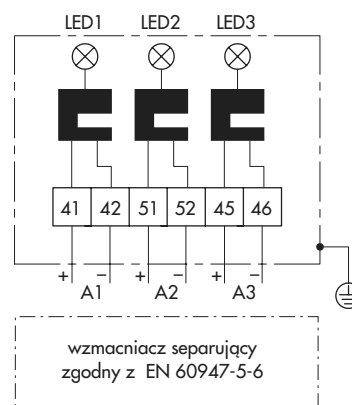 LED1 LED2 LED3
41 42 51 52 45 46
+ − + − + −
A1 A2 A3
wzmacniacz separujący
zgodny z EN 60947-5-6